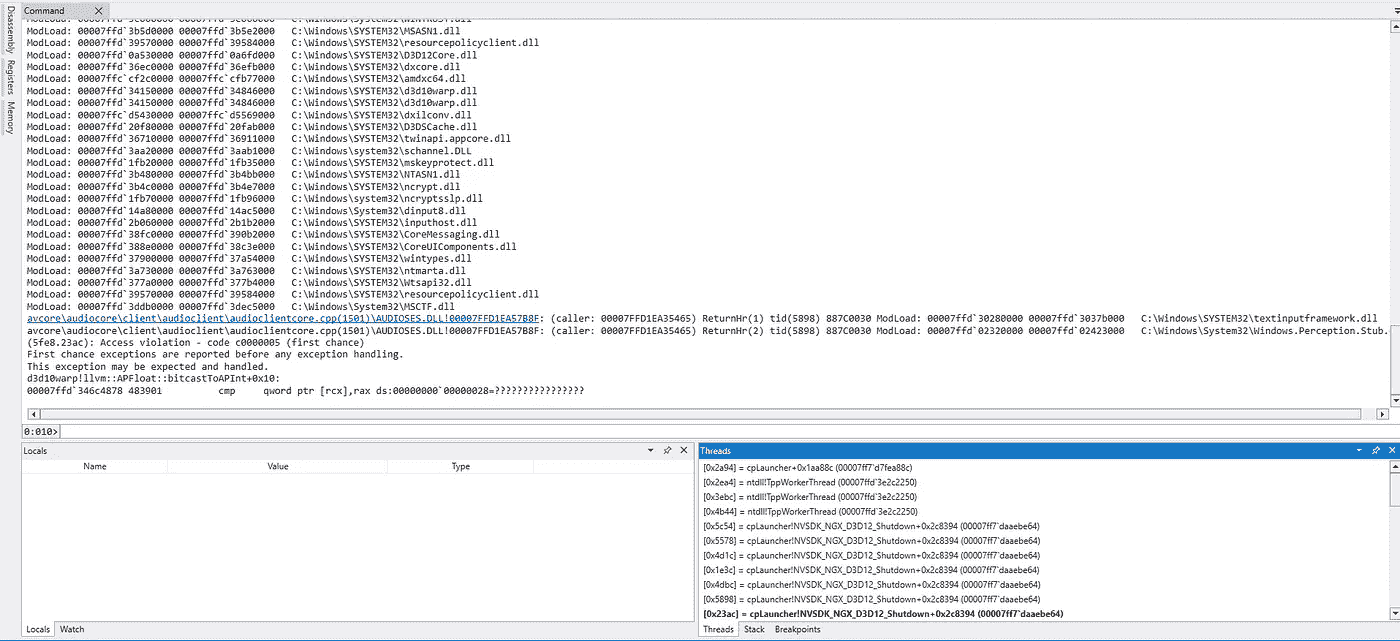 Command
Disassembly
Registers
Memory
ModLoad: 00007ffd`3b5d0000 00007ffd`3b5e2000 C:\Windows\SYSTEM32\MSASN1.dll
ModLoad: 00007ffd`39570000 00007ffd`39584000 C:\Windows\SYSTEM32\resourcepolicyclient.dll
ModLoad: 00007ffd`0a530000 00007ffd`0a6fd000 C:\Windows\SYSTEM32\D3D12Core.dll
ModLoad: 00007ffd`36ec0000 00007ffd`36efb000 C:\Windows\SYSTEM32\dxcore.dll
ModLoad: 00007ffc`cf2c0000 00007ffc`cfb77000 C:\Windows\SYSTEM32\amdxc64.dll
ModLoad: 00007ffd`34150000 00007ffd`34846000 C:\Windows\SYSTEM32\d3d10warp.dll
ModLoad: 00007ffd`34150000 00007ffd`34846000 C:\Windows\SYSTEM32\d3d10warp.dll
ModLoad: 00007ffc`d5430000 00007ffc`d5569000 C:\Windows\SYSTEM32\dxilconv.dll
ModLoad: 00007ffd`20f80000 00007ffd`20fab000 C:\Windows\SYSTEM32\D3DSCache.dll
ModLoad: 00007ffd`36710000 00007ffd`36911000 C:\Windows\SYSTEM32\twinapi.appcore.dll
ModLoad: 00007ffd`3aa20000 00007ffd`3aab1000 C:\Windows\system32\schannel.DLL
ModLoad: 00007ffd`1fb20000 00007ffd`1fb35000 C:\Windows\SYSTEM32\mskeyprotect.dll
ModLoad: 00007ffd`3b480000 00007ffd`3b4bb000 C:\Windows\SYSTEM32\NTASN1.dll
ModLoad: 00007ffd`3b4c0000 00007ffd`3b4e7000 C:\Windows\SYSTEM32\ncrypt.dll
ModLoad: 00007ffd`1fb70000 00007ffd`1fb96000 C:\Windows\system32\ncryptsslp.dll
ModLoad: 00007ffd`14a80000 00007ffd`14ac5000 C:\Windows\SYSTEM32\dinput8.dll
ModLoad: 00007ffd`2b060000 00007ffd`2b1b2000 C:\Windows\SYSTEM32\inputhost.dll
ModLoad: 00007ffd`38fc0000 00007ffd`390b2000 C:\Windows\SYSTEM32\CoreMessaging.dll
ModLoad: 00007ffd`388e0000 00007ffd`38c3e000 C:\Windows\SYSTEM32\CoreUIComponents.dll
ModLoad: 00007ffd`37900000 00007ffd`37a54000 C:\Windows\SYSTEM32\wintypes.dll
ModLoad: 00007ffd`3a730000 00007ffd`3a763000 C:\Windows\SYSTEM32\ntmarta.dll
ModLoad: 00007ffd`377a0000 00007ffd`377b4000 C:\Windows\SYSTEM32\Wtsapi32.dll
ModLoad: 00007ffd`39570000 00007ffd`39584000 C:\Windows\SYSTEM32\resourcepolicyclient.dll
ModLoad: 00007ffd`3ddb0000 00007ffd`3dec5000 C:\Windows\System32\MSCTF.dll
avcore\audiocore\client\audioclient\audioclientcore.cpp(1501)\AUDIOSES.DLL!00007FFD1EA57B8F: (caller: 00007FFD1EA35465) ReturnHr(1) tid(5898) 887C0030 ModLoad: 00007ffd`30280000 00007ffd`3037b000 C:\Windows\SYSTEM32\textinputframework.dll
avcore\audiocore\client\audioclient\audioclientcore.cpp(1501)\AUDIOSES.DLL!00007FFD1EA57B8F: (caller: 00007FFD1EA35465) ReturnHr(2) tid(5898) 887C0030 ModLoad: 00007ffd`02320000 00007ffd`02423000 C:\Windows\System32\Windows.Perception.Stub.
(5fe8.23ac): Access violation - code c0000005 (first chance)
First chance exceptions are reported before any exception handling.
This exception may be expected and handled.
d3d10warp!llvm::APFloat::bitcastToAPInt+0x10:
00007ffd`346c4878 483901 cmp qword ptr [rcx],rax ds:00000000`00000028=????????????????
0:010>
Locals
Name Value Type
Locals Watch
Threads
[0x2a94] = cpLauncher+0x1aa88c (00007ff7`d7fea88c)
[0x2ea4] = ntdll!TppWorkerThread (00007ffd`3e2c2250)
[0x3ebc] = ntdll!TppWorkerThread (00007ffd`3e2c2250)
[0x4b44] = ntdll!TppWorkerThread (00007ffd`3e2c2250)
[0x5c54] = cpLauncher!NVSDK_NGX_D3D12_Shutdown+0x2c8394 (00007ff7`daaebe64)
[0x5578] = cpLauncher!NVSDK_NGX_D3D12_Shutdown+0x2c8394 (00007ff7`daaebe64)
[0x4d1c] = cpLauncher!NVSDK_NGX_D3D12_Shutdown+0x2c8394 (00007ff7`daaebe64)
[0x1e3c] = cpLauncher!NVSDK_NGX_D3D12_Shutdown+0x2c8394 (00007ff7`daaebe64)
[0x4dbc] = cpLauncher!NVSDK_NGX_D3D12_Shutdown+0x2c8394 (00007ff7`daaebe64)
[0x5898] = cpLauncher!NVSDK_NGX_D3D12_Shutdown+0x2c8394 (00007ff7`daaebe64)
[0x23ac] = cpLauncher!NVSDK_NGX_D3D12_Shutdown+0x2c8394 (00007ff7`daaebe64)
Threads Stack Breakpoints